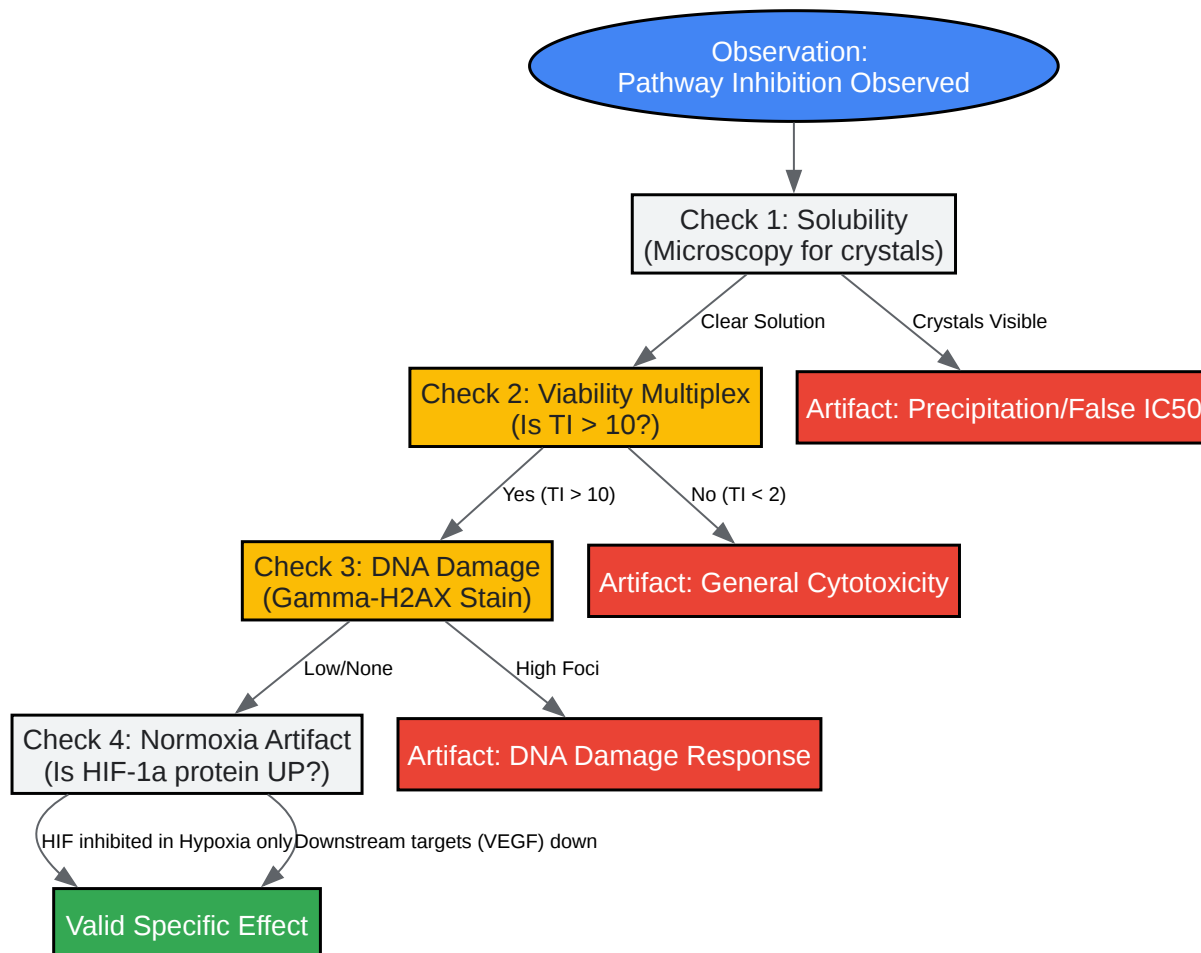 Observation:
Pathway Inhibition Observed
Check 1: Solubility
(Microscopy for crystals)
Clear Solution
Crystals Visible
Check 2: Viability Multiplex
(Is TI > 10?)
Artifact: Precipitation/False IC50
Yes (TI > 10)
No (TI < 2)
Check 3: DNA Damage
(Gamma-H2AX Stain)
Artifact: General Cytotoxicity
Low/None
High Foci
Check 4: Normoxia Artifact
(Is HIF-1a protein UP?)
Artifact: DNA Damage Response
HIF inhibited in Hypoxia only
Downstream targets (VEGF) down
Valid Specific Effect